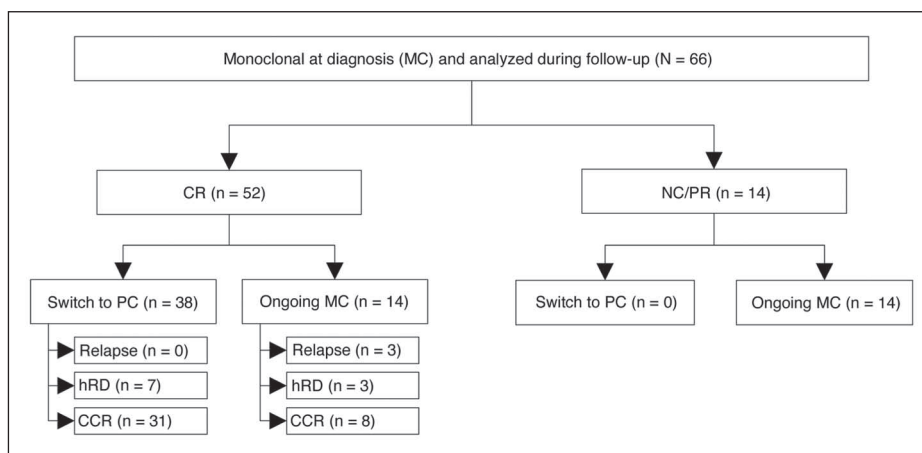 Monoclonal at diagnosis (MC) and analyzed during follow-up (N = 66)
CR (n = 52)
NC/PR (n = 14)
Switch to PC (n = 38)
Ongoing MC (n = 14)
Switch to PC (n = 0)
Ongoing MC (n = 14)
Relapse (n = 0)
Relapse (n = 3)
hRD (n = 7)
hRD (n = 3)
CCR (n = 31)
CCR (n = 8)